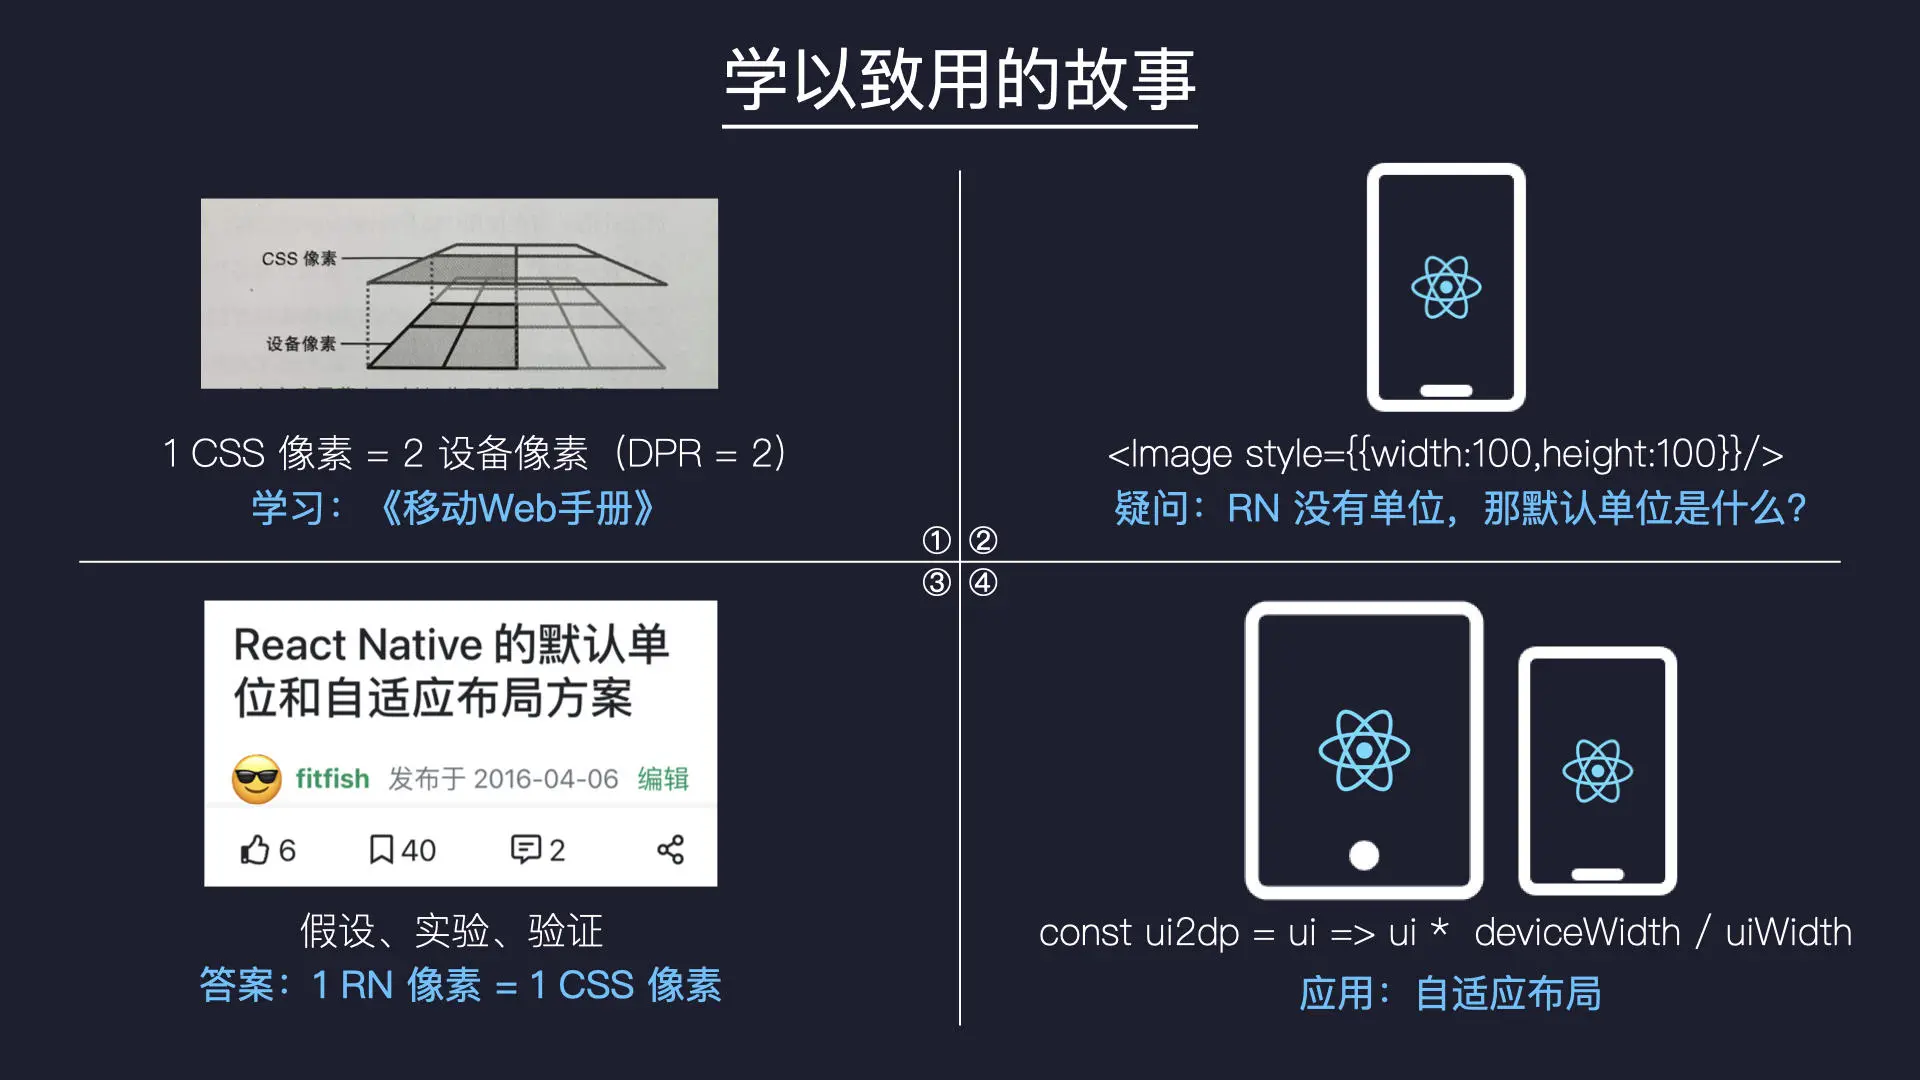 学以致用的故事
CSS 像素
设备像素
1 CSS 像素 = 2 设备像素（DPR = 2）
学习：《移动Web手册》
①
②
<Image style={{width:100,height:100}}/>
疑问：RN 没有单位，那默认单位是什么？
③
④
React Native 的默认单
位和自适应布局方案
fitfish 发布于 2016-04-06 编辑
6 40 2
假设、实验、验证
答案：1 RN 像素 = 1 CSS 像素
const ui2dp = ui => ui * deviceWidth / uiWidth
应用：自适应布局